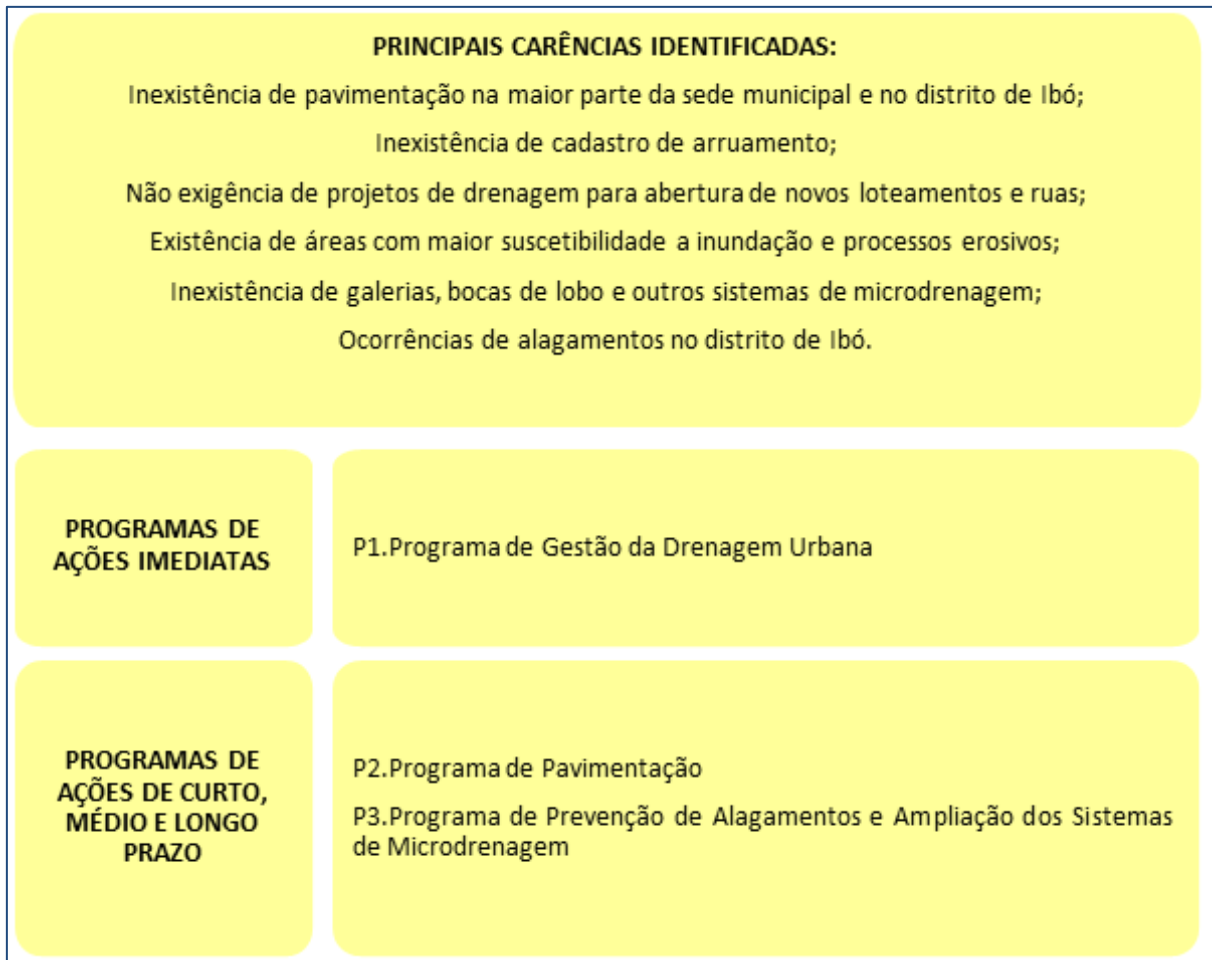 PRINCIPAIS CARÊNCIAS IDENTIFICADAS:
Inexistência de pavimentação na maior parte da sede municipal e no distrito de Ibó;
Inexistência de cadastro de arruamento;
Não exigência de projetos de drenagem para abertura de novos loteamentos e ruas;
Existência de áreas com maior suscetibilidade a inundação e processos erosivos;
Inexistência de galerias, bocas de lobo e outros sistemas de microdrenagem;
Ocorrências de alagamentos no distrito de Ibó.
PROGRAMAS DE
AÇÕES IMEDIATAS
P1.Programa de Gestão da Drenagem Urbana
PROGRAMAS DE
AÇÕES DE CURTO,
MÉDIO E LONGO
PRAZO
P2.Programa de Pavimentação
P3.Programa de Prevenção de Alagamentos e Ampliação dos Sistemas
de Microdrenagem